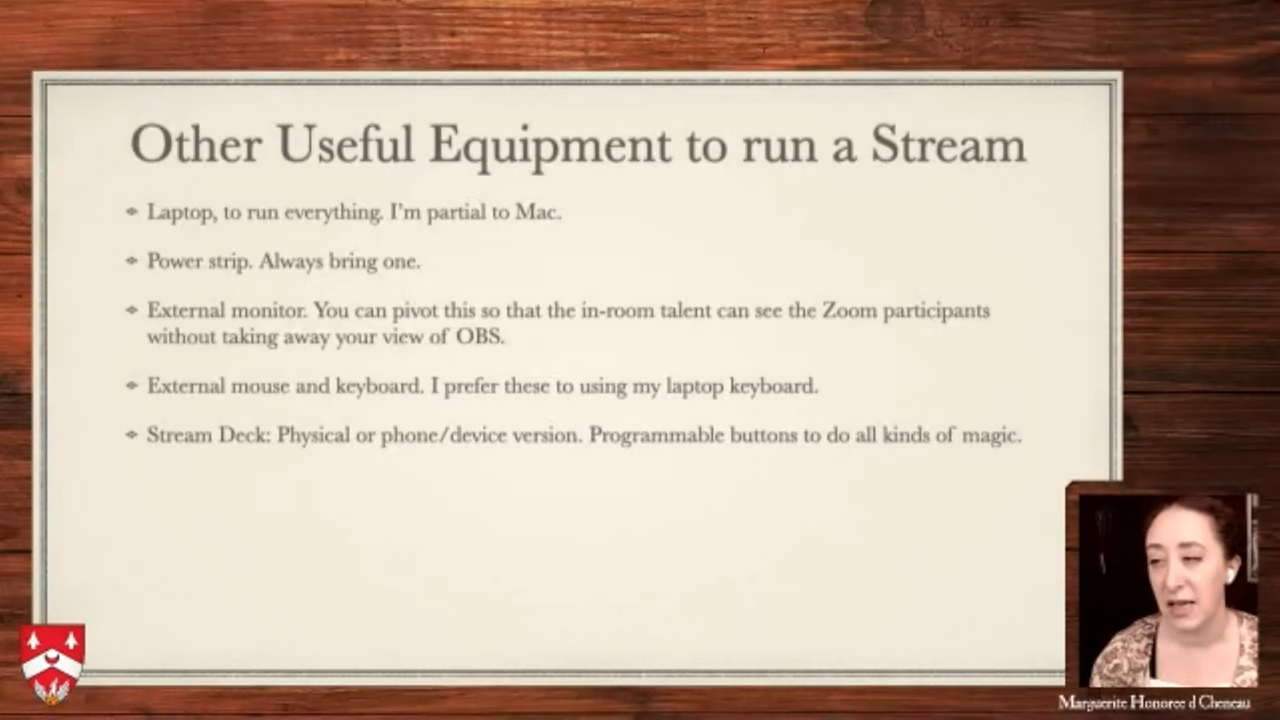 Other Useful Equipment to run a Stream
Laptop, to run everything. I'm partial to Mac.
Power strip. Always bring one.
External monitor. You can pivot this so that the in-room talent can see the Zoom participants
without taking away your view of OBS.
External mouse and keyboard. I prefer these to using my laptop keyboard.
Stream Deck: Physical or phone/device version. Programmable buttons to do all kinds of magic.
Marguerite Honoree d Cheneau